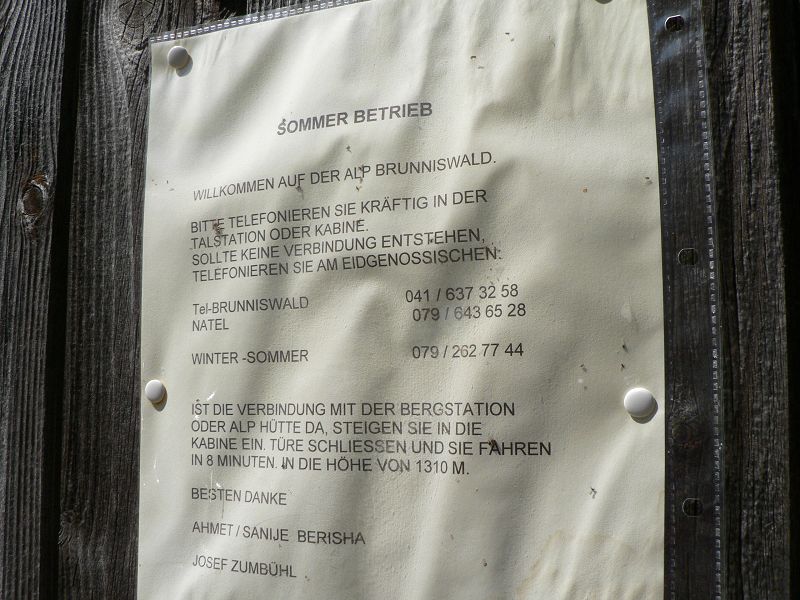 SOMMER BETRIEB
WILLKOMMEN AUF DER ALP BRUNNISWALD.
BITTE TELEFONIEREN SIE KRÄFTIG IN DER
TALSTATION ODER KABINE.
SOLLTE KEINE VERBINDUNG ENTSTEHEN,
TELEFONIEREN SIE AM EIDGENOSSISCHEN:
Tel-BRUNNISWALD 041 / 637 32 58
NATEL 079 / 643 65 28
WINTER -SOMMER 079 / 262 77 44
IST DIE VERBINDUNG MIT DER BERGSTATION
ODER ALP HÜTTE DA, STEIGEN SIE IN DIE
KABINE EIN. TÜRE SCHLIESSEN UND SIE FAHREN
IN 8 MINUTEN. IN DIE HÖHE VON 1310 M.
BESTEN DANKE
AHMET / SANIJE BERISHA
JOSEF ZUMBÜHL